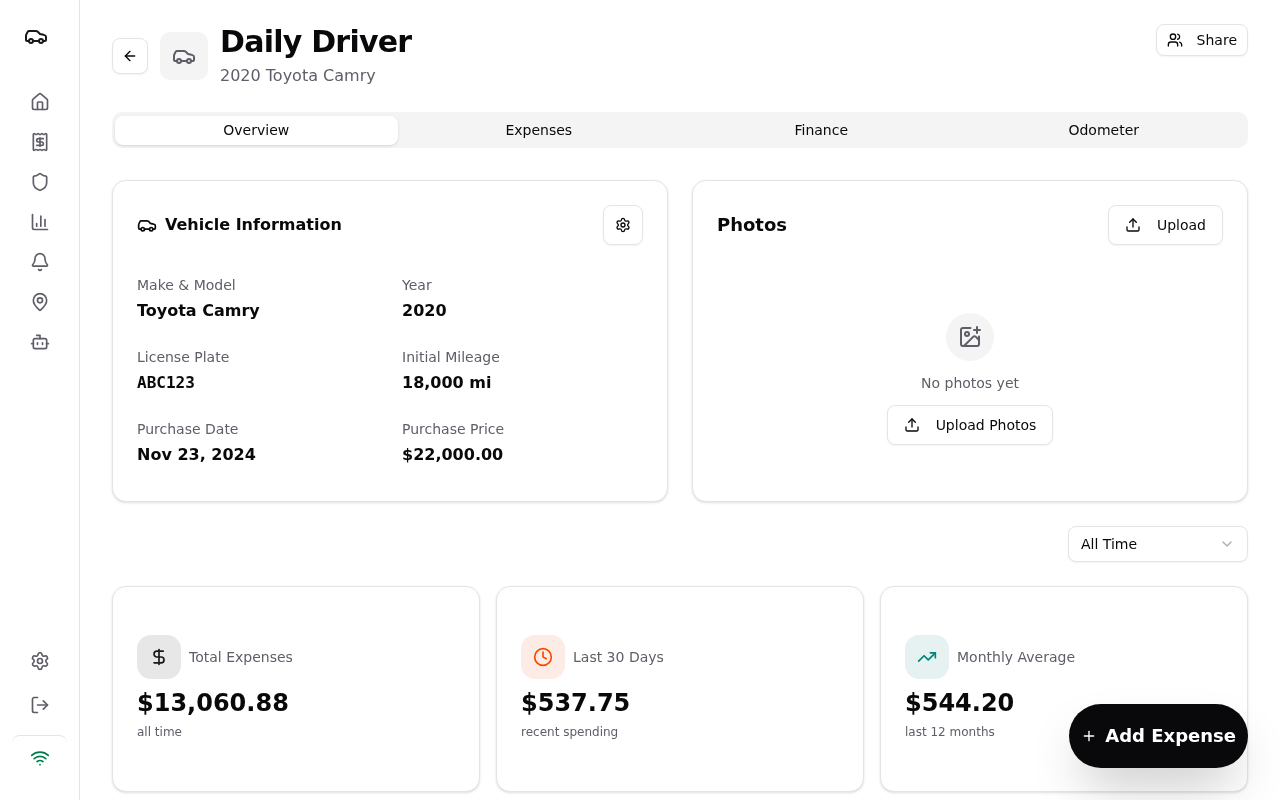 Daily Driver
2020 Toyota Camry
Share
Overview
Expenses
Finance
Odometer
Vehicle Information
Make & Model
Toyota Camry
Year
2020
License Plate
ABC123
Initial Mileage
18,000 mi
Purchase Date
Nov 23, 2024
Purchase Price
$22,000.00
Photos
Upload
No photos yet
Upload Photos
All Time
Total Expenses
$13,060.88
all time
Last 30 Days
$537.75
recent spending
Monthly Average
$544.20
last 12 months
Add Expense